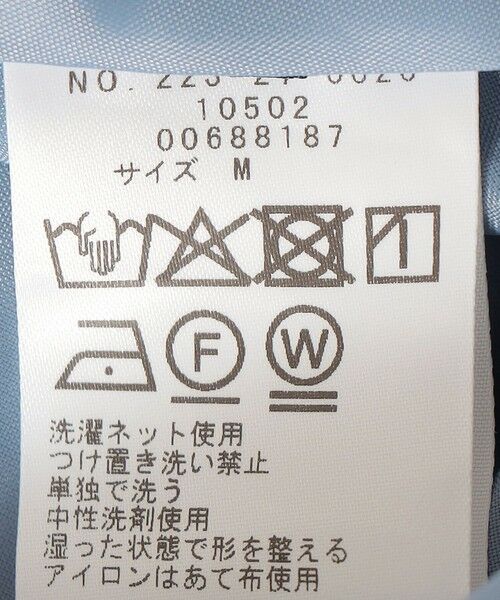 10502
00688187
サイズ M
F
W
洗濯ネット使用
つけ置き洗い禁止
単独で洗う
中性洗剤使用
湿った状態で形を整える
アイロンはあて布使用